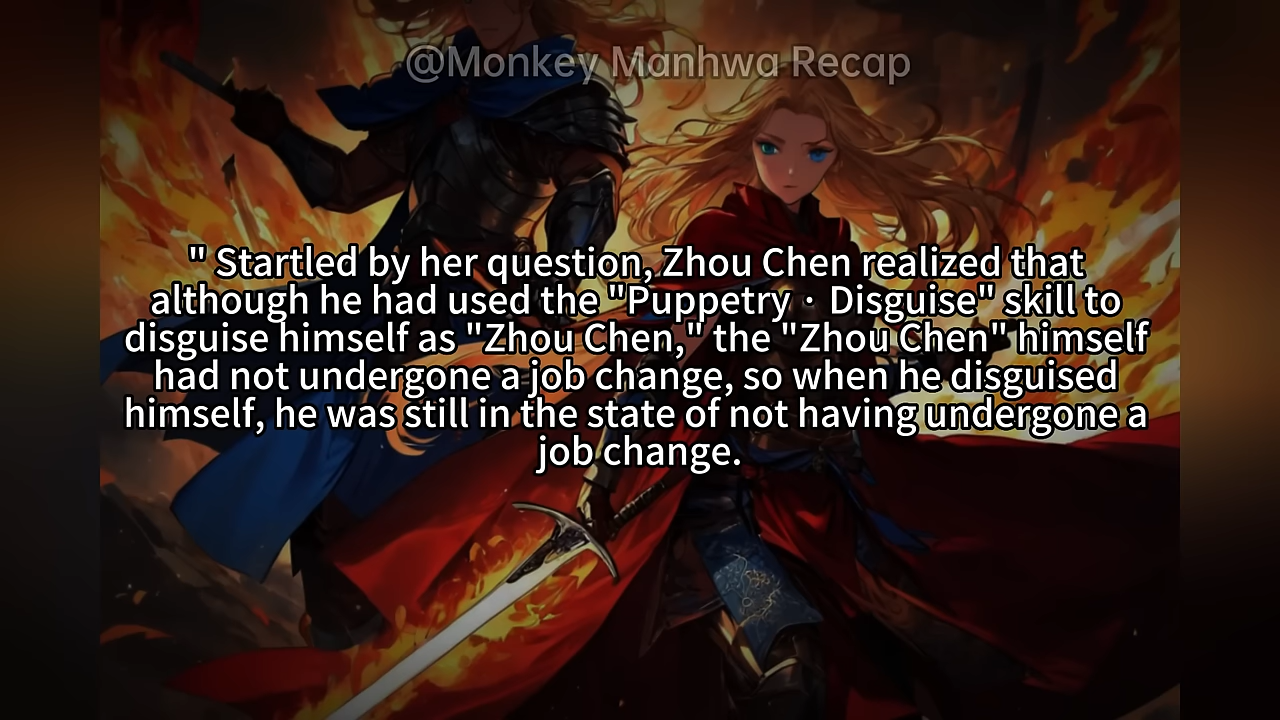 @Monkey Manhwa Recap
" Startled by her question, Zhou Chen realized that
although he had used the "Puppetry · Disguise" skill to
disguise himself as "Zhou Chen," the "Zhou Chen" himself
had not undergone a job change, so when he disguised
himself, he was still in the state of not having undergone a
job change.